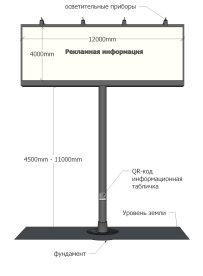 осветительные приборы
12000mm
4000mm
Рекламная информация
4500mm - 11000mm
QR-код
информационная
табличка
Уровень земли
фундамент